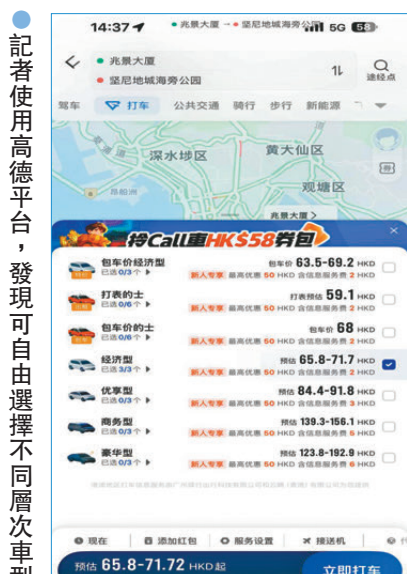 記者使用高德平台，發現可自由選擇不同層次車型
14:37
兆景大厦 → 坚尼地城海旁公园
5G 53
兆景大厦
坚尼地城海旁公园
途经点
驾车 打车 公共交通 骑行 步行 新能源
深水埗区
黄大仙区
昂船洲
观塘区
兆景大厦
拎Call車HK$58券包
包车价经济型
已选0/3个
包车价 63.5-69.2 HKD
新人专享 最高优惠 50 HKD 含信息服务费 2 HKD
打表的士
已选0/6个
打表预估 59.1 HKD
新人专享 最高优惠 50 HKD 含信息服务费 2 HKD
包车价的士
已选0/6个
包车价 68 HKD
新人专享 最高优惠 50 HKD 含信息服务费 2 HKD
经济型
已选3/3个
预估 65.8-71.7 HKD
新人专享 最高优惠 50 HKD 含信息服务费 2 HKD
优享型
已选0/3个
预估 84.4-91.8 HKD
新人专享 最高优惠 50 HKD 含信息服务费 3 HKD
商务型
已选0/3个
预估 139.3-156.1 HKD
新人专享 最高优惠 50 HKD 含信息服务费 5 HKD
豪华型
已选0/3个
预估 123.8-192.9 HKD
新人专享 最高优惠 50 HKD 含信息服务费 6 HKD
现在 添加红包 服务设置 接送机
预估 65.8-71.72 HKD起
立即打车